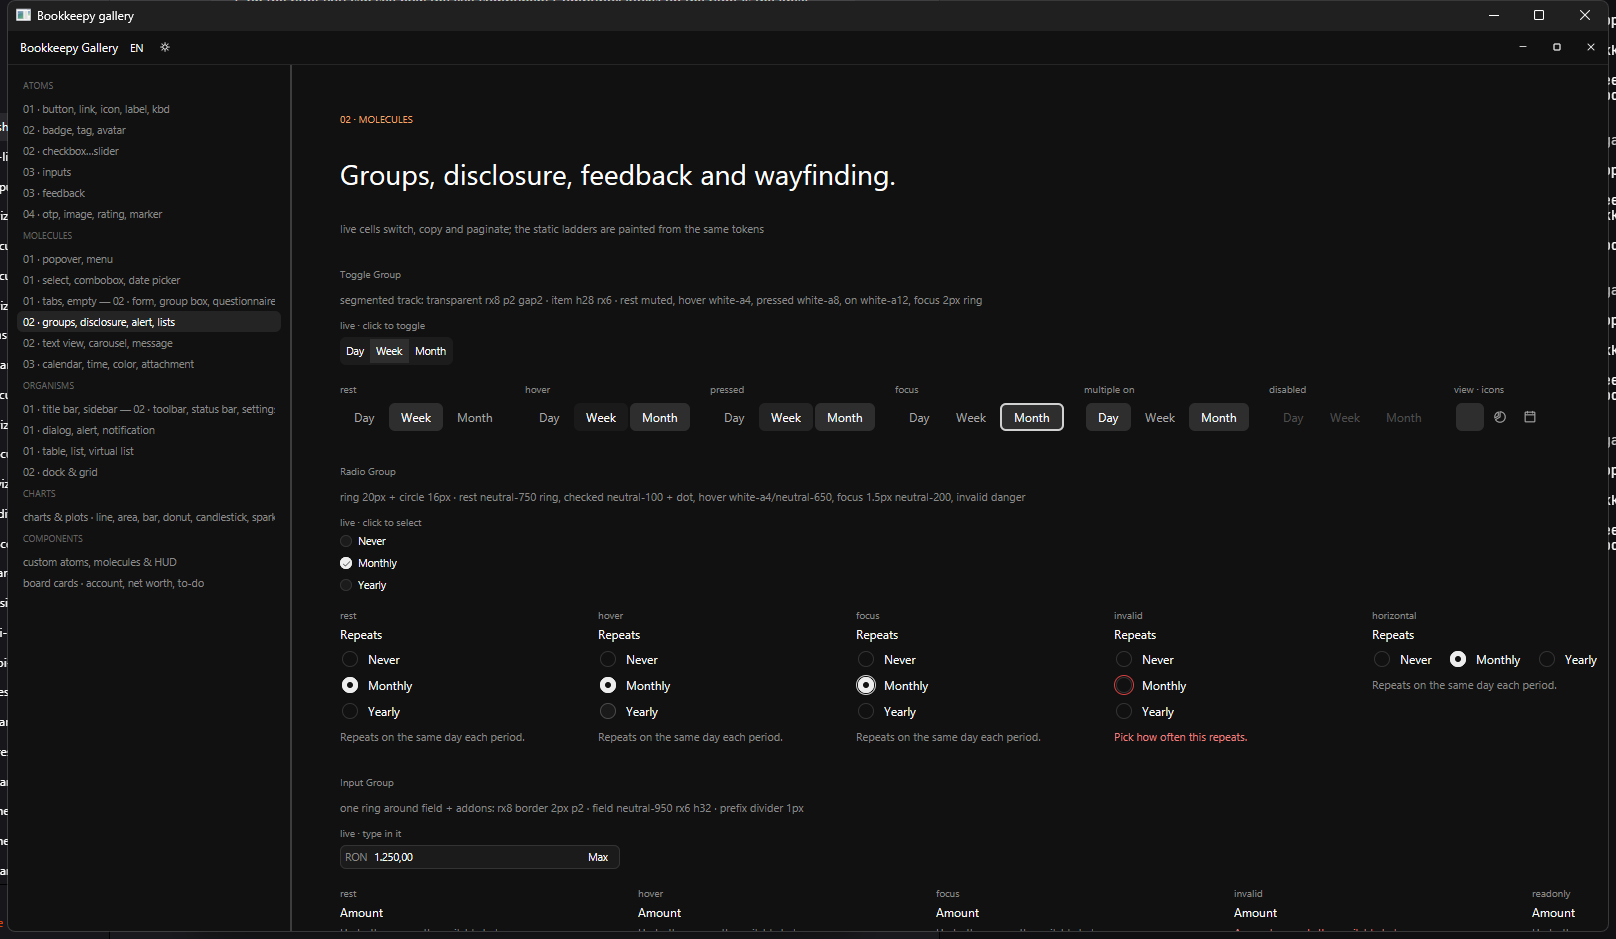 Bookkeepy gallery
Bookkeepy Gallery EN
ATOMS
01 · button, link, icon, label, kbd
02 · badge, tag, avatar
02 · checkbox...slider
03 · inputs
03 · feedback
04 · otp, image, rating, marker
MOLECULES
01 · popover, menu
01 · select, combobox, date picker
01 · tabs, empty — 02 · form, group box, questionnaire
02 · groups, disclosure, alert, lists
02 · text view, carousel, message
03 · calendar, time, color, attachment
ORGANISMS
01 · title bar, sidebar — 02 · toolbar, status bar, setting
01 · dialog, alert, notification
01 · table, list, virtual list
02 · dock & grid
CHARTS
charts & plots · line, area, bar, donut, candlestick, spark
COMPONENTS
custom atoms, molecules & HUD
board cards · account, net worth, to-do
02 · MOLECULES
Groups, disclosure, feedback and wayfinding.
live cells switch, copy and paginate; the static ladders are painted from the same tokens
Toggle Group
segmented track: transparent rx8 p2 gap2 · item h28 rx6 · rest muted, hover white-a4, pressed white-a8, on white-a12, focus 2px ring
live · click to toggle
Day Week Month
rest hover pressed focus multiple on disabled view · icons
Day Week Month Day Week Month Day Week Month Day Week Month Day Week Month Day Week Month
Radio Group
ring 20px + circle 16px · rest neutral-750 ring, checked neutral-100 + dot, hover white-a4/neutral-650, focus 1.5px neutral-200, invalid danger
live · click to select
Never
Monthly
Yearly
rest hover focus invalid horizontal
Repeats Repeats Repeats Repeats Repeats
Never Never Never Never Never Monthly Yearly
Monthly Monthly Monthly Monthly Repeats on the same day each period.
Yearly Yearly Yearly Yearly
Repeats on the same day each period. Repeats on the same day each period. Repeats on the same day each period. Pick how often this repeats.
Input Group
one ring around field + addons: rx8 border 2px p2 · field neutral-950 rx6 h32 · prefix divider 1px
live · type in it
RON 1.250,00 Max
rest hover focus invalid readonly
Amount Amount Amount Amount Amount